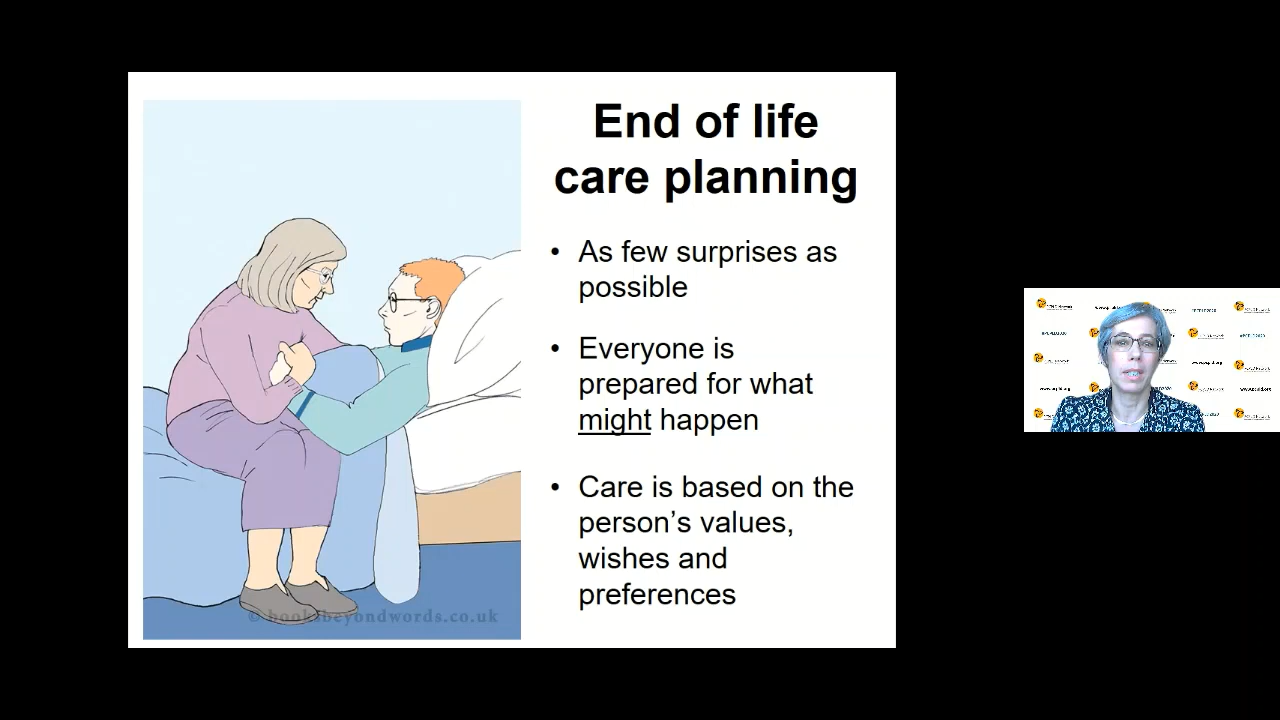 End of life
care planning
• As few surprises as
possible
• Everyone is
prepared for what
might happen
• Care is based on the
person’s values,
wishes and
preferences
© booksbeyondwords.co.uk